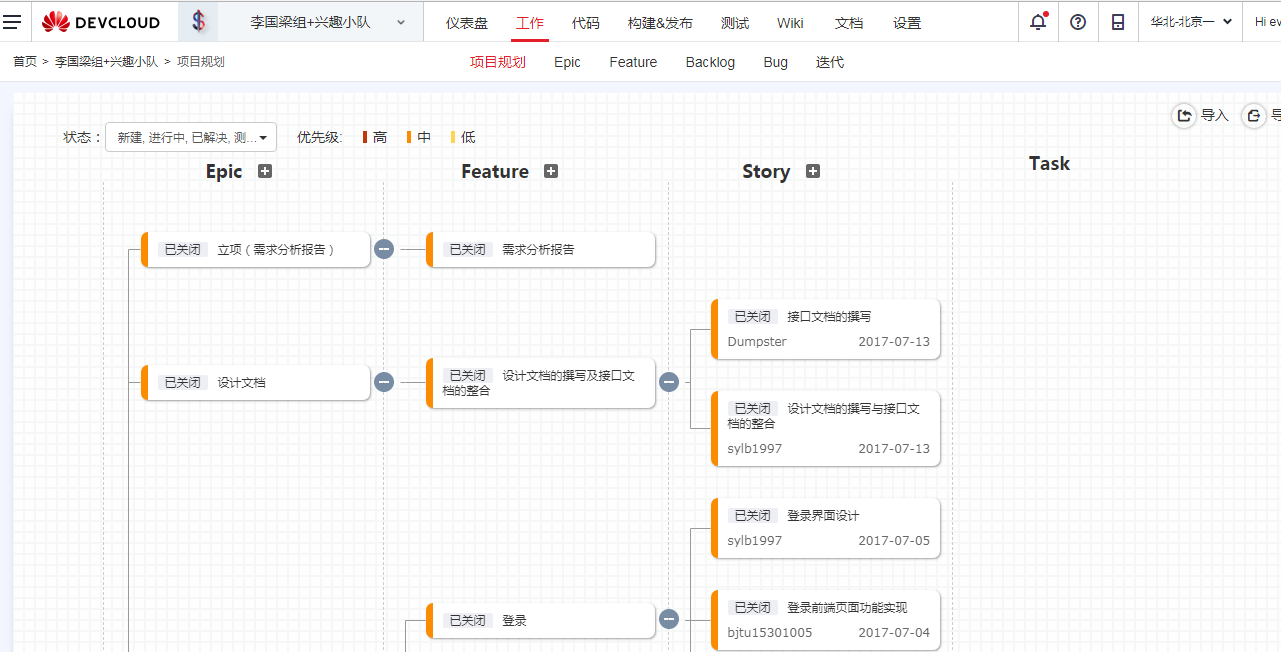 DEVCLOUD 李国梁组+兴趣小队 仪表盘 工作 代码 构建&发布 测试 Wiki 文档 设置 华北-北京一 Hi
首页 > 李国梁组+兴趣小队 > 项目规划 项目规划 Epic Feature Backlog Bug 迭代
导入
状态: 新建, 进行中, 已解决, 测... 优先级: 高 中 低
Epic Feature Story Task
已关闭 立项（需求分析报告） 已关闭 需求分析报告
已关闭 接口文档的撰写
Dumpster 2017-07-13
已关闭 设计文档 已关闭 设计文档的撰写及接口文
档的整合
已关闭 设计文档的撰写与接口文
档的整合
sylb1997 2017-07-13
已关闭 登录界面设计
sylb1997 2017-07-05
已关闭 登录 已关闭 登录前端页面功能实现
bjtu15301005 2017-07-04